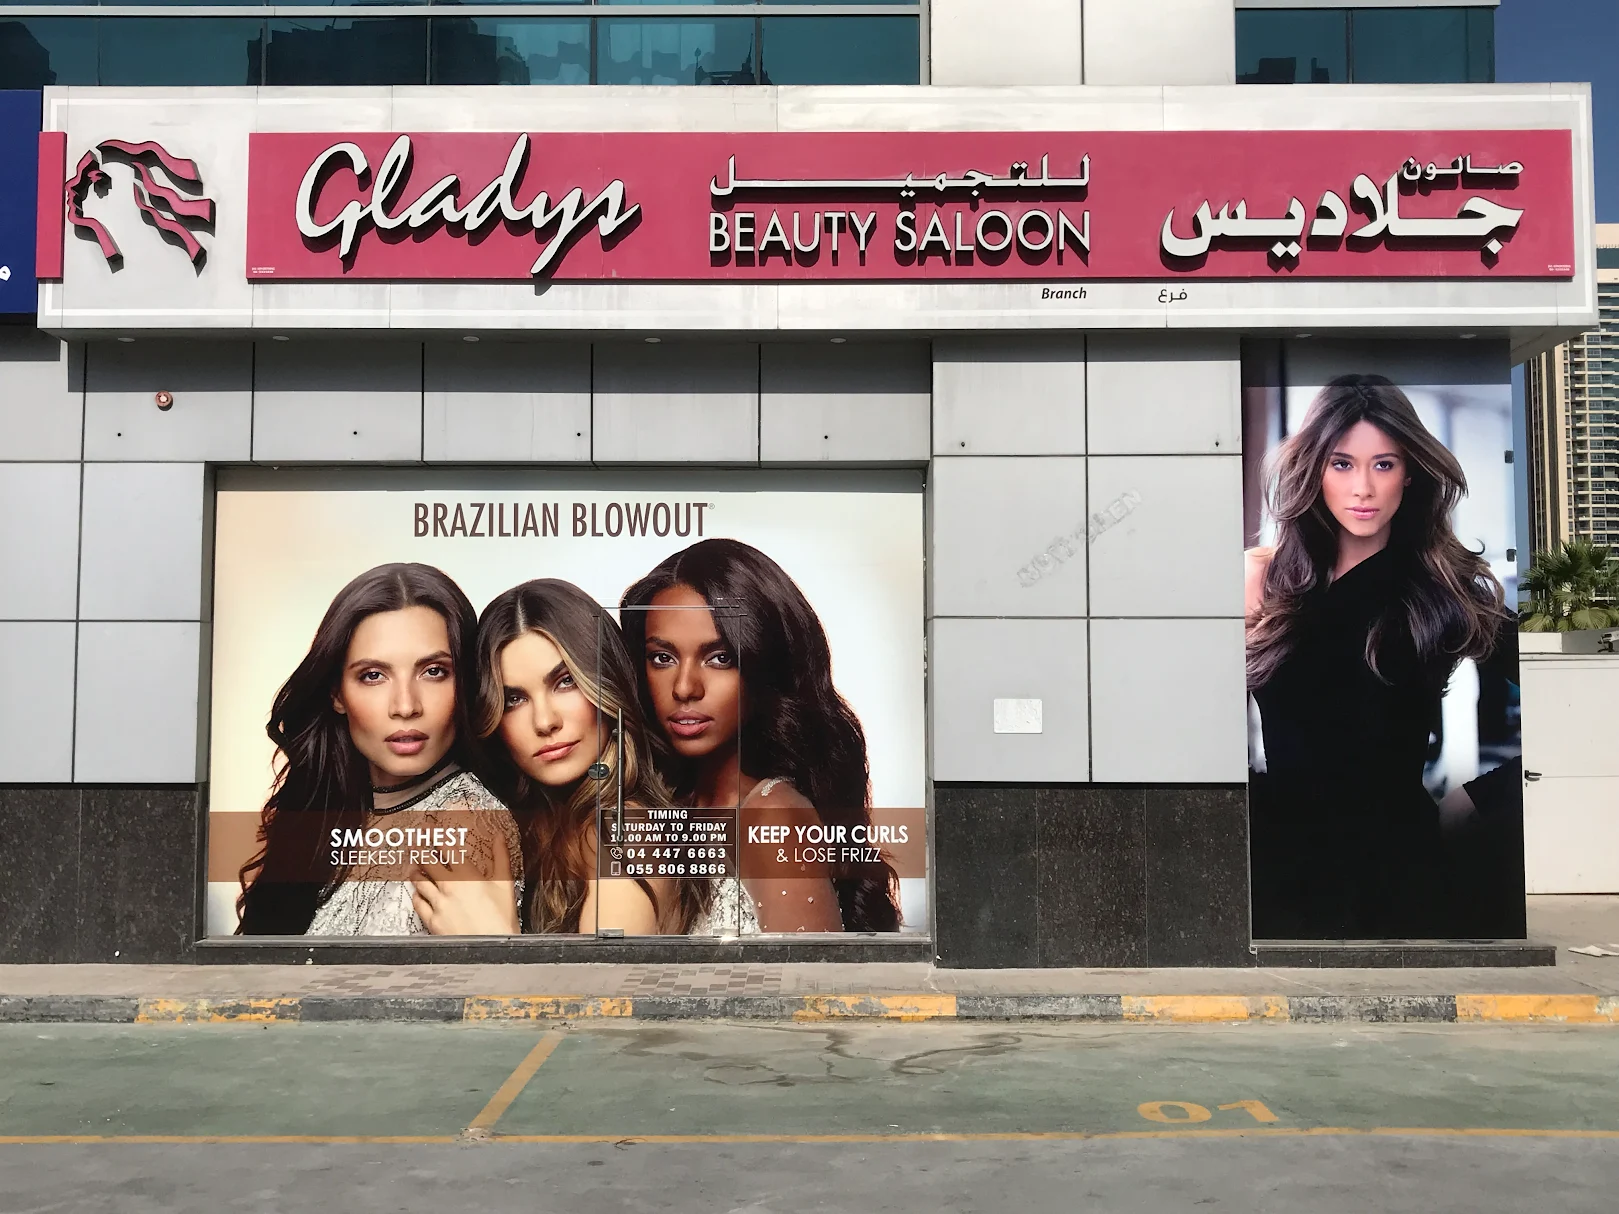 Gladys
للتجميل
BEAUTY SALOON
صالون
جلاديس
Branch
فرع
BRAZILIAN BLOWOUT®
SMOOTHEST
SLEEKEST RESULT
TIMING
SATURDAY TO FRIDAY
10.00 AM TO 9.00 PM
04 447 6663
055 806 8866
KEEP YOUR CURLS
& LOSE FRIZZ
01